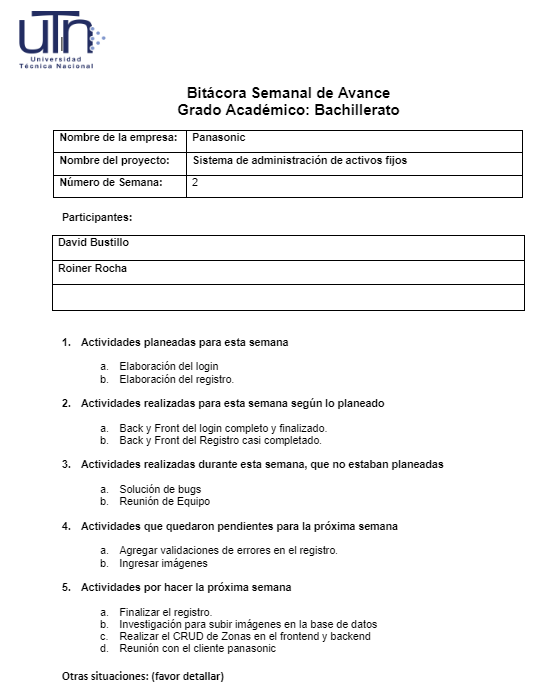 UTN
Universidad
Técnica Nacional
Bitácora Semanal de Avance
Grado Académico: Bachillerato
Nombre de la empresa: Panasonic
Nombre del proyecto: Sistema de administración de activos fijos
Número de Semana: 2
Participantes:
David Bustillo
Roiner Rocha
1. Actividades planeadas para esta semana
a. Elaboración del login
b. Elaboración del registro.
2. Actividades realizadas para esta semana según lo planeado
a. Back y Front del login completo y finalizado.
b. Back y Front del Registro casi completado.
3. Actividades realizadas durante esta semana, que no estaban planeadas
a. Solución de bugs
b. Reunión de Equipo
4. Actividades que quedaron pendientes para la próxima semana
a. Agregar validaciones de errores en el registro.
b. Ingresar imágenes
5. Actividades por hacer la próxima semana
a. Finalizar el registro.
b. Investigación para subir imágenes en la base de datos
c. Realizar el CRUD de Zonas en el frontend y backend
d. Reunión con el cliente panasonic
Otras situaciones: (favor detallar)